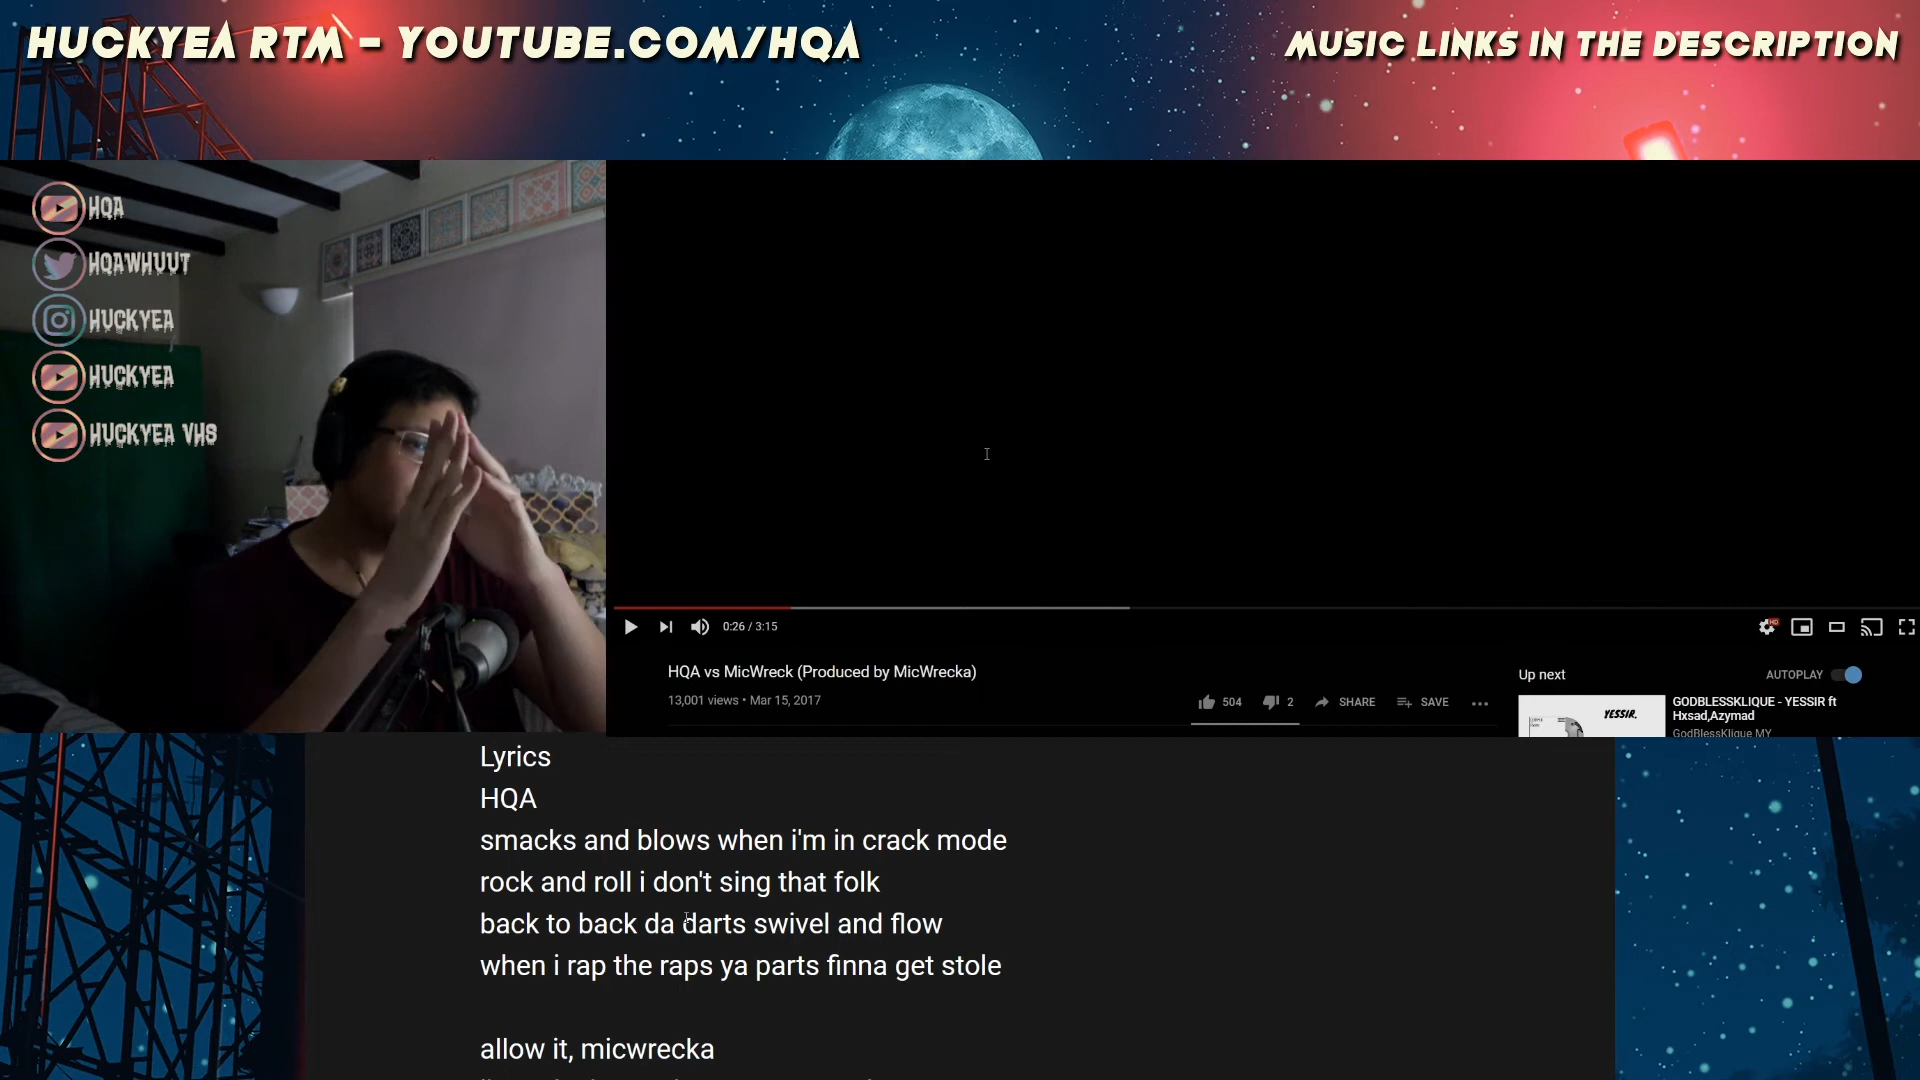 HUCKYEA RTM - YOUTUBE.COM/HQA
MUSIC LINKS IN THE DESCRIPTION
HQA
HQAWHUUT
HUCKYEA
HUCKYEA
HUCKYEA VHS
0:26 / 3:15
HD
HQA vs MicWreck (Produced by MicWrecka)
13,001 views • Mar 15, 2017
504
2
SHARE
SAVE
Up next
AUTOPLAY
YESSIR.
GODBLESSKLIQUE - YESSIR ft
Hxsad,Azymad
GodBlessKlique MY
Lyrics
HQA
smacks and blows when i'm in crack mode
rock and roll i don't sing that folk
back to back da darts swivel and flow
when i rap the raps ya parts finna get stole
allow it, micwrecka